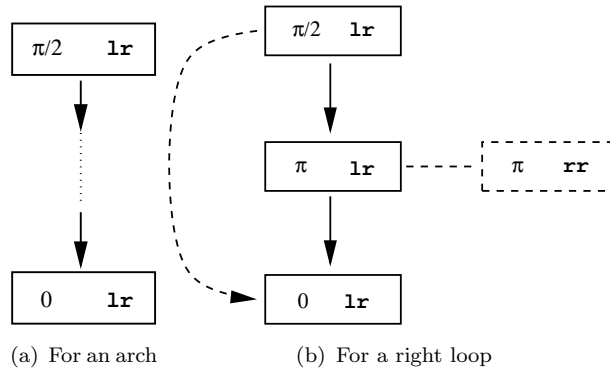 π/2 lr
π/2 lr
π lr
π rr
0 lr
0 lr
(a) For an arch
(b) For a right loop